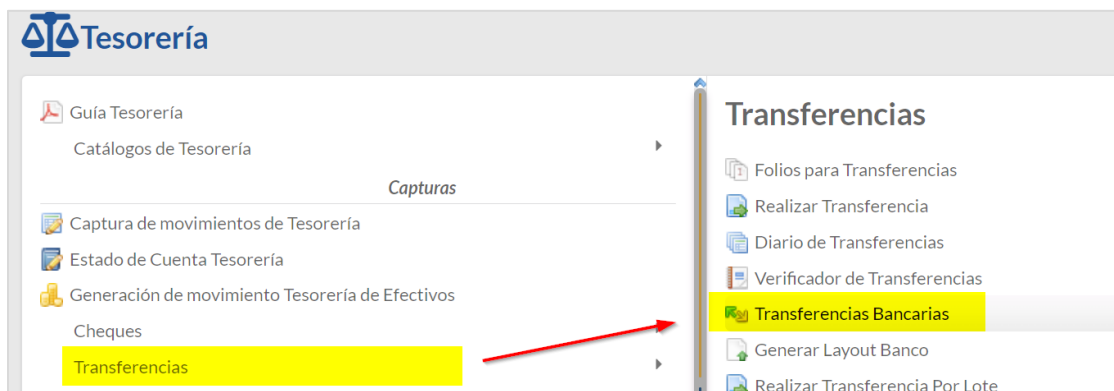 Tesorería
Guía Tesorería
Catálogos de Tesorería
Capturas
Captura de movimientos de Tesorería
Estado de Cuenta Tesorería
Generación de movimiento Tesorería de Efectivos
Cheques
Transferencias
Transferencias
Folios para Transferencias
Realizar Transferencia
Diario de Transferencias
Verificador de Transferencias
Transferencias Bancarias
Generar Layout Banco
Realizar Transferencia Por Lote